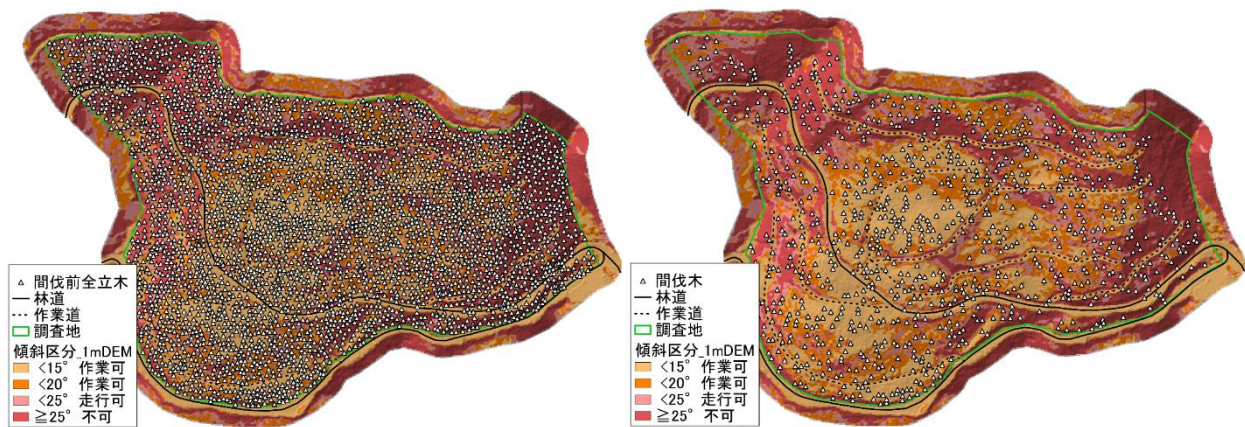 間伐前全立木
林道
作業道
調査地
傾斜区分_1mDEM
<15° 作業可
<20° 作業可
<25° 走行可
≧25° 不可
間伐木
林道
作業道
調査地
傾斜区分_1mDEM
<15° 作業可
<20° 作業可
<25° 走行可
≧25° 不可